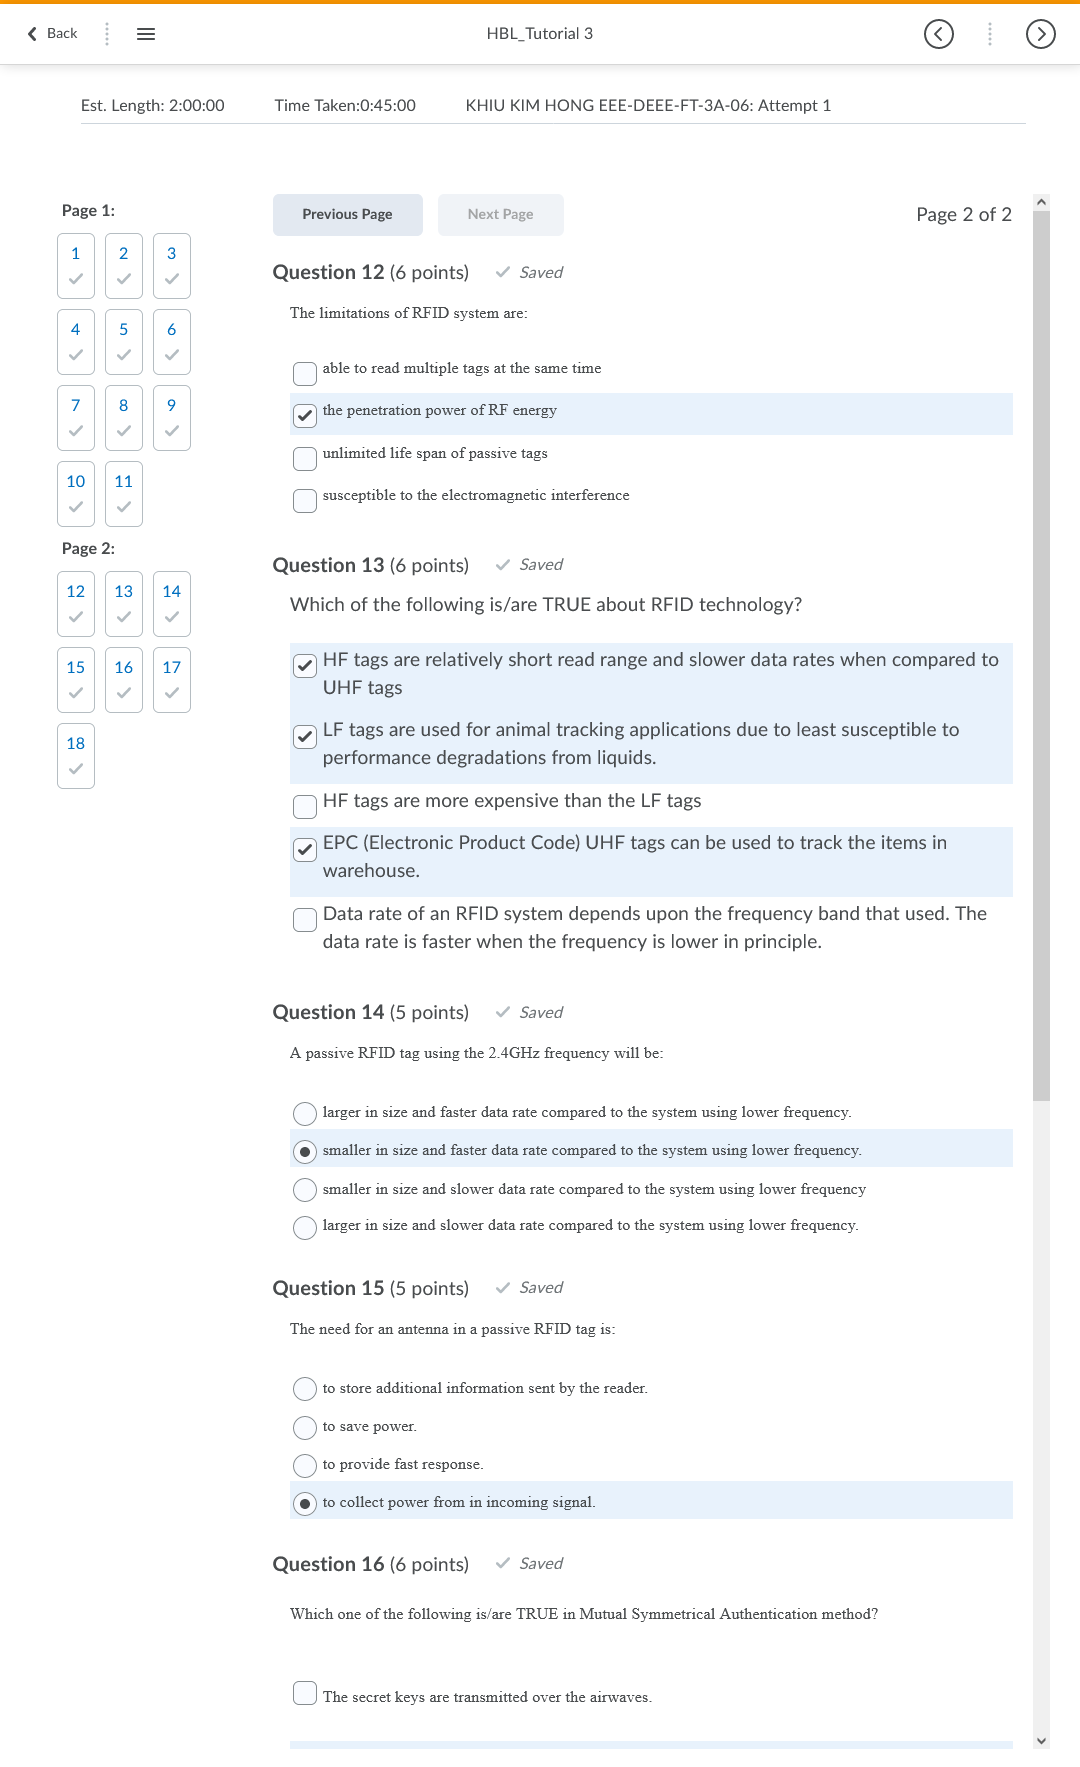 Back
HBL_Tutorial 3
Est. Length: 2:00:00 Time Taken:0:45:00 KHIU KIM HONG EEE-DEEE-FT-3A-06: Attempt 1
Page 1:
1 2 3
4 5 6
7 8 9
10 11
Page 2:
12 13 14
15 16 17
18
Previous Page Next Page Page 2 of 2
Question 12 (6 points) Saved
The limitations of RFID system are:
able to read multiple tags at the same time
the penetration power of RF energy
unlimited life span of passive tags
susceptible to the electromagnetic interference
Question 13 (6 points) Saved
Which of the following is/are TRUE about RFID technology?
HF tags are relatively short read range and slower data rates when compared to
UHF tags
LF tags are used for animal tracking applications due to least susceptible to
performance degradations from liquids.
HF tags are more expensive than the LF tags
EPC (Electronic Product Code) UHF tags can be used to track the items in
warehouse.
Data rate of an RFID system depends upon the frequency band that used. The
data rate is faster when the frequency is lower in principle.
Question 14 (5 points) Saved
A passive RFID tag using the 2.4GHz frequency will be:
larger in size and faster data rate compared to the system using lower frequency.
smaller in size and faster data rate compared to the system using lower frequency.
smaller in size and slower data rate compared to the system using lower frequency
larger in size and slower data rate compared to the system using lower frequency.
Question 15 (5 points) Saved
The need for an antenna in a passive RFID tag is:
to store additional information sent by the reader.
to save power.
to provide fast response.
to collect power from in incoming signal.
Question 16 (6 points) Saved
Which one of the following is/are TRUE in Mutual Symmetrical Authentication method?
The secret keys are transmitted over the airwaves.